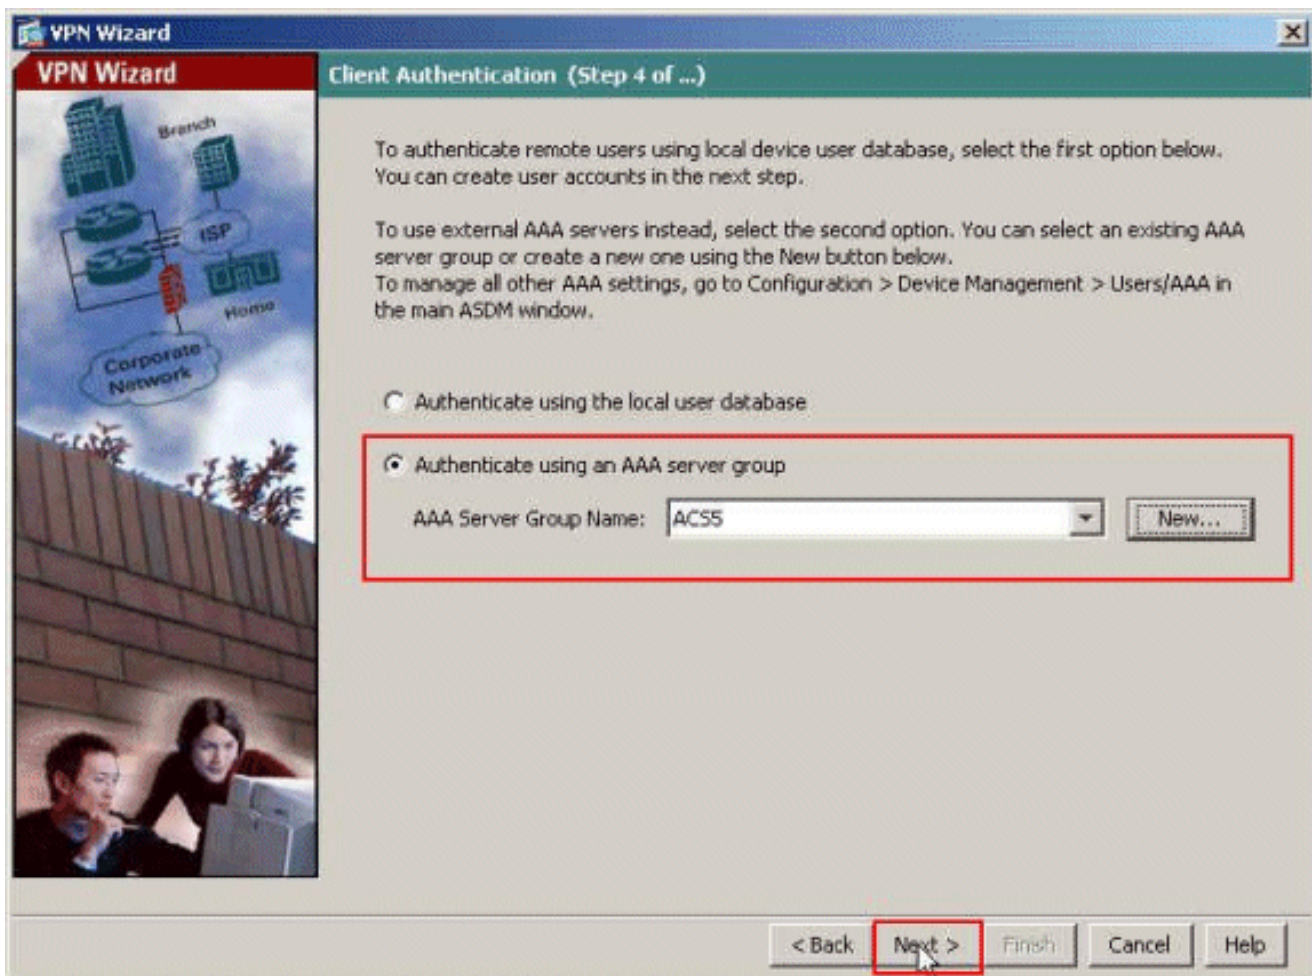 VPN Wizard
VPN Wizard
Client Authentication (Step 4 of ...)
Branch
ISP
Home
Corporate
Network
To authenticate remote users using local device user database, select the first option below.
You can create user accounts in the next step.
To use external AAA servers instead, select the second option. You can select an existing AAA
server group or create a new one using the New button below.
To manage all other AAA settings, go to Configuration > Device Management > Users/AAA in
the main ASDM window.
Authenticate using the local user database
Authenticate using an AAA server group
AAA Server Group Name: ACS5 New...
< Back Next > Finish Cancel Help